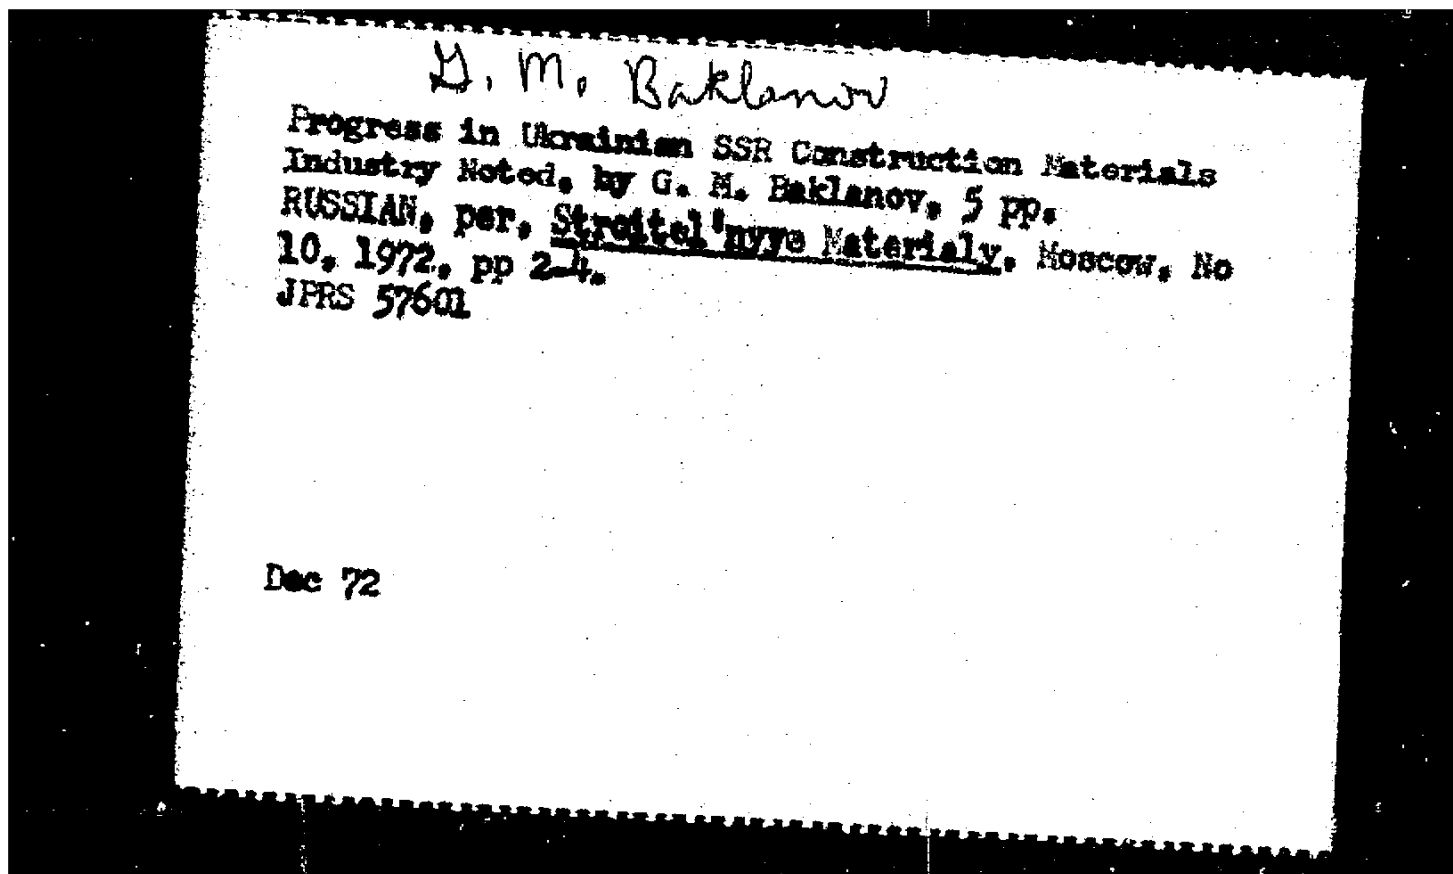 G. M. Baklanov
Progress in Ukrainian SSR Construction Materials
Industry Noted, by G. M. Baklanov, 5 pp.
RUSSIAN, per, Stroitel'nyye Materialy, Moscow, No
10, 1972, pp 2-4.
JPRS 57601
Dec 72